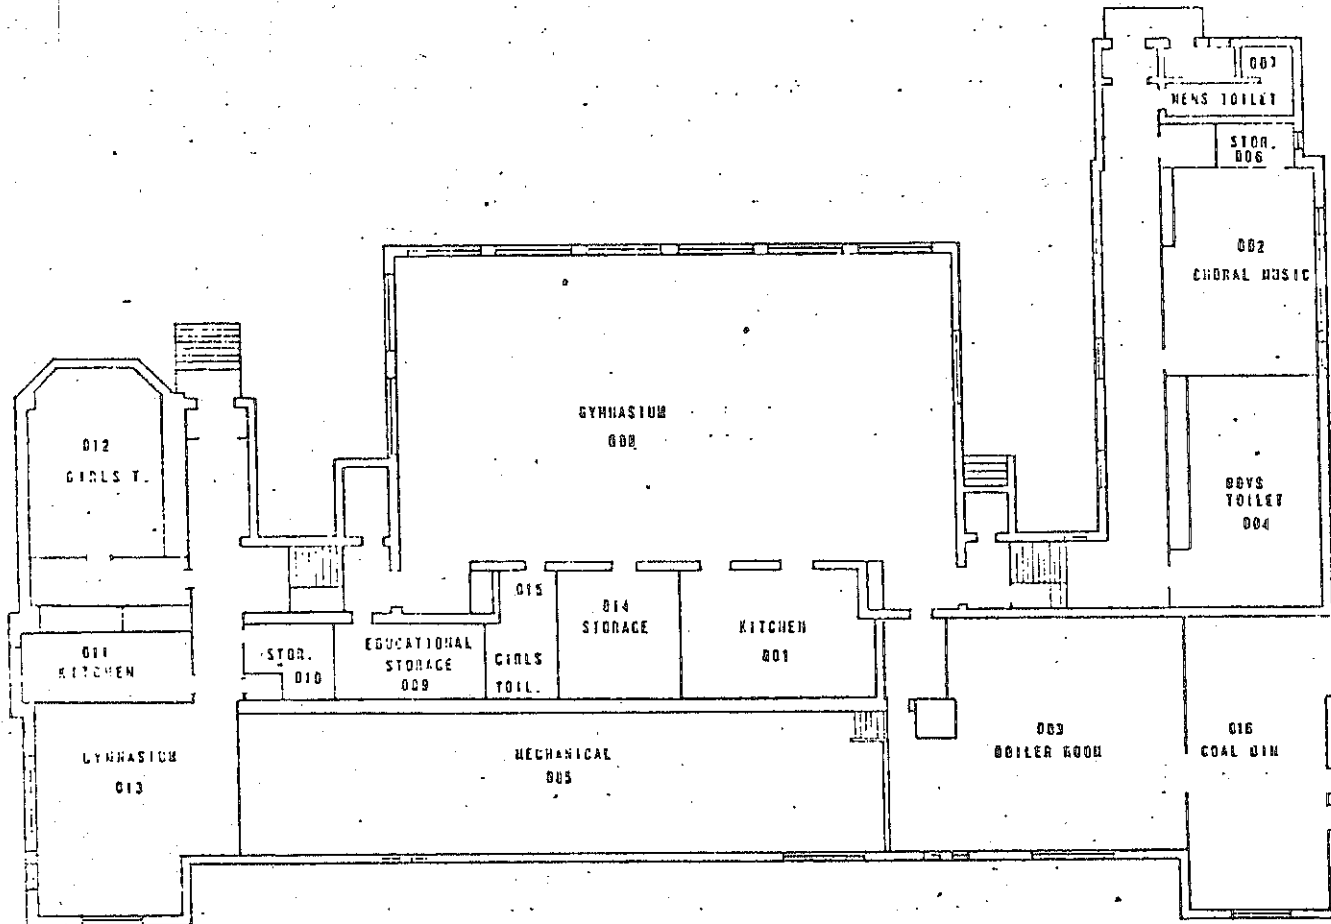 007
MENS TOILET
STOR.
006
002
CHORAL MUSIC
GYMNASIUM
008
012
GIRLS T.
BOYS
TOILET
004
015
014
STORAGE
KITCHEN
001
EDUCATIONAL
STORAGE
009
GIRLS
TOIL.
STOR.
010
011
KITCHEN
GYMNASIUM
013
MECHANICAL
005
003
BOILER ROOM
016
COAL BIN